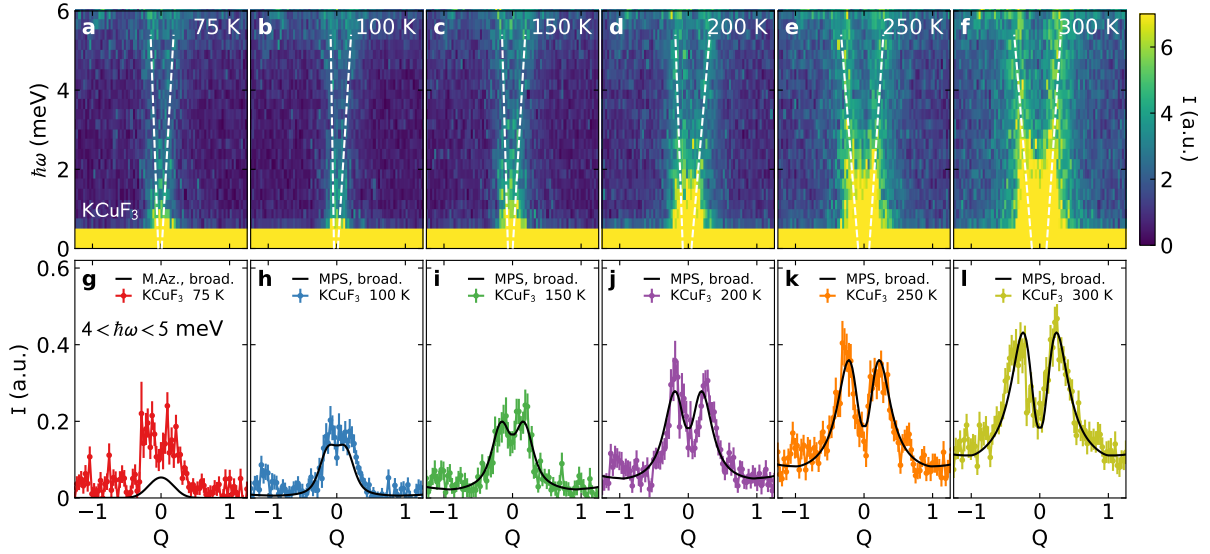 a 75 K
b 100 K
c 150 K
d 200 K
e 250 K
f 300 K
6
4
2
0
ħω (meV)
KCuF₃
6
4
2
0
I (a.u.)
g
M.Az., broad.
KCuF₃ 75 K
4 < ħω < 5 meV
h
MPS, broad.
KCuF₃ 100 K
i
MPS, broad.
KCuF₃ 150 K
j
MPS, broad.
KCuF₃ 200 K
k
MPS, broad.
KCuF₃ 250 K
l
MPS, broad.
KCuF₃ 300 K
0.6
0.4
0.2
0
I (a.u.)
−1 0 1
−1 0 1
−1 0 1
−1 0 1
−1 0 1
−1 0 1
Q
Q
Q
Q
Q
Q